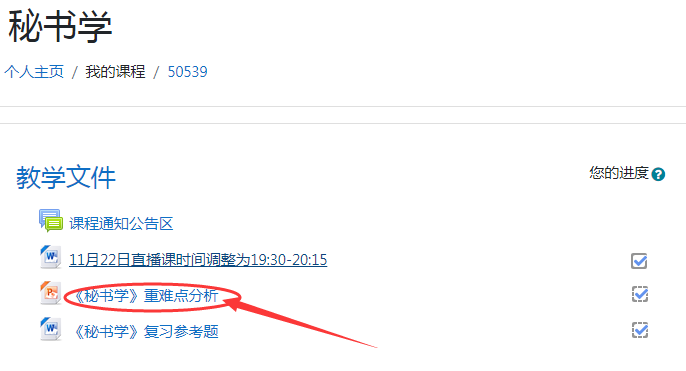 秘书学
个人主页 / 我的课程 / 50539
教学文件
您的进度
课程通知公告区
11月22日直播课时间调整为19:30-20:15
《秘书学》重难点分析
《秘书学》复习参考题